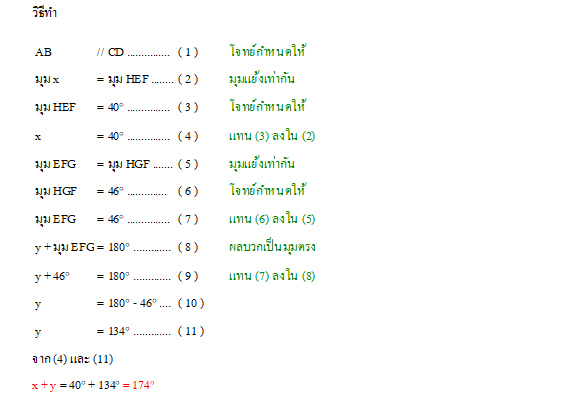 วิธีทำ
AB // CD ............... ( 1 ) โจทย์กำหนดให้
มุม x = มุม HEF ........ ( 2 ) มุมแย้งเท่ากัน
มุม HEF = 40° ............... ( 3 ) โจทย์กำหนดให้
x = 40° ............... ( 4 ) แทน (3) ลงใน (2)
มุม EFG = มุม HGF ....... ( 5 ) มุมแย้งเท่ากัน
มุม HGF = 46° .............. ( 6 ) โจทย์กำหนดให้
มุม EFG = 46° ............... ( 7 ) แทน (6) ลงใน (5)
y + มุม EFG = 180° ............. ( 8 ) ผลบวกเป็นมุมตรง
y + 46° = 180° ............. ( 9 ) แทน (7) ลงใน (8)
y = 180° - 46° .... ( 10 )
y = 134° ............. ( 11 )
จาก (4) และ (11)
x + y = 40° + 134° = 174°